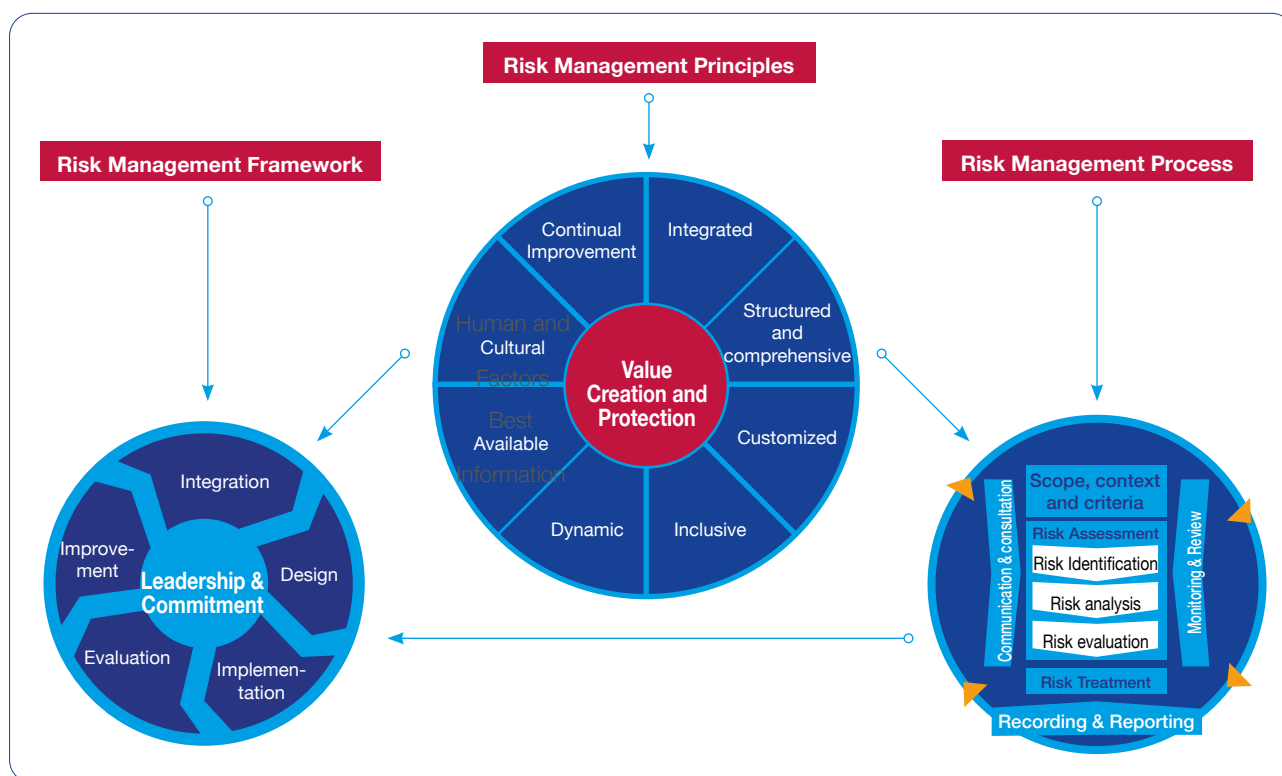 Risk Management Principles
Risk Management Framework
Risk Management Process
Continual
Improvement
Integrated
Structured
and
comprehensive
Customized
Inclusive
Dynamic
Best
Available
Information
Human and
Cultural
Factors
Value
Creation and
Protection
Integration
Design
Implemen-
tation
Evaluation
Improve-
ment
Leadership &
Commitment
Communication & consultation
Scope, context
and criteria
Risk Assessment
Risk Identification
Risk analysis
Risk evaluation
Risk Treatment
Monitoring & Review
Recording & Reporting